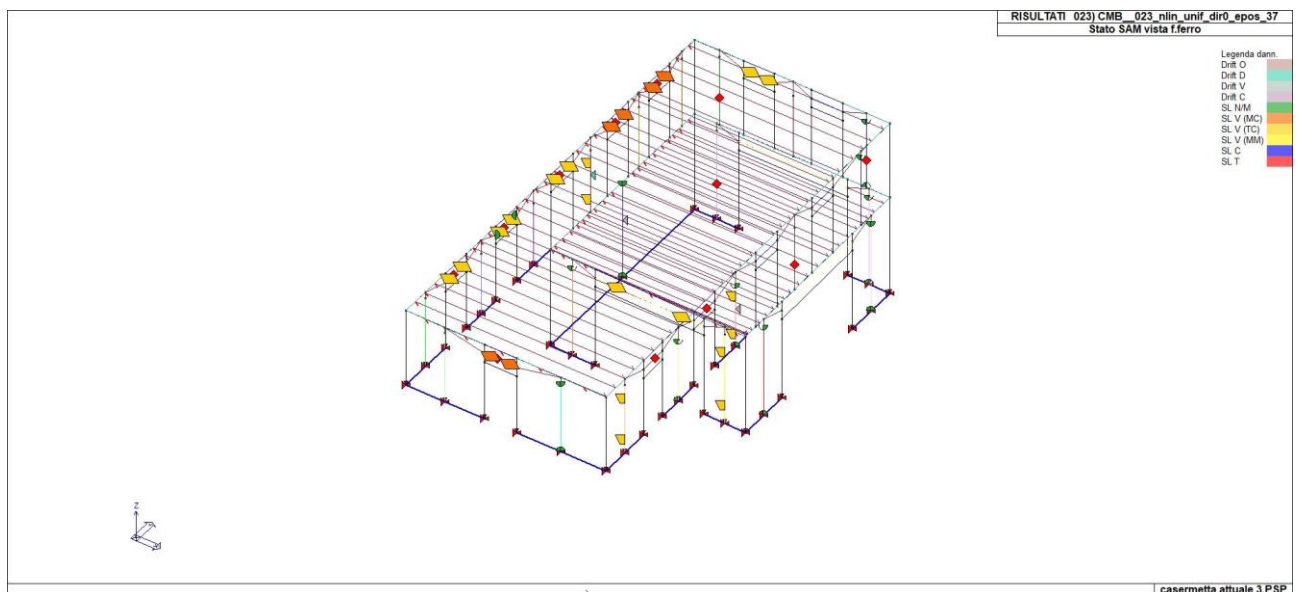 RISULTATI 023) CMB__023_nlin_unif_dir0_epos_37
Stato SAM vista f.ferro
Legenda dann.
Drift O
Drift D
Drift V
Drift C
SL N/M
SL V (MC)
SL V (TC)
SL V (MM)
SL C
SL T
Z
casermetta attuale 3.PSP